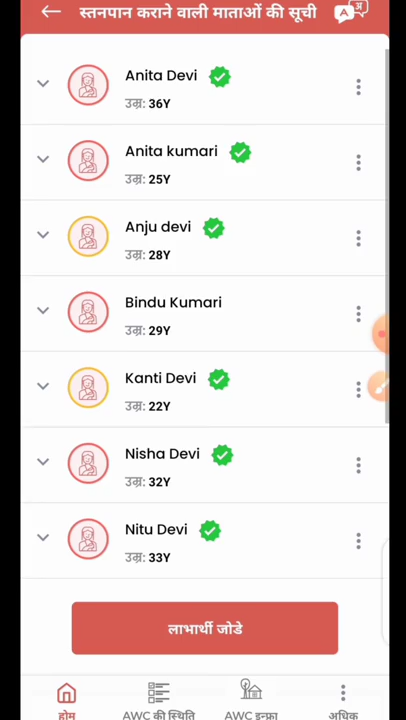 स्तनपान कराने वाली माताओं की सूची
A अ
Anita Devi
उम्र: 36Y
Anita kumari
उम्र: 25Y
Anju devi
उम्र: 28Y
Bindu Kumari
उम्र: 29Y
Kanti Devi
उम्र: 22Y
Nisha Devi
उम्र: 32Y
Nitu Devi
उम्र: 33Y
लाभार्थी जोडे
होम AWC की स्थिति AWC इन्फ्रा अधिक